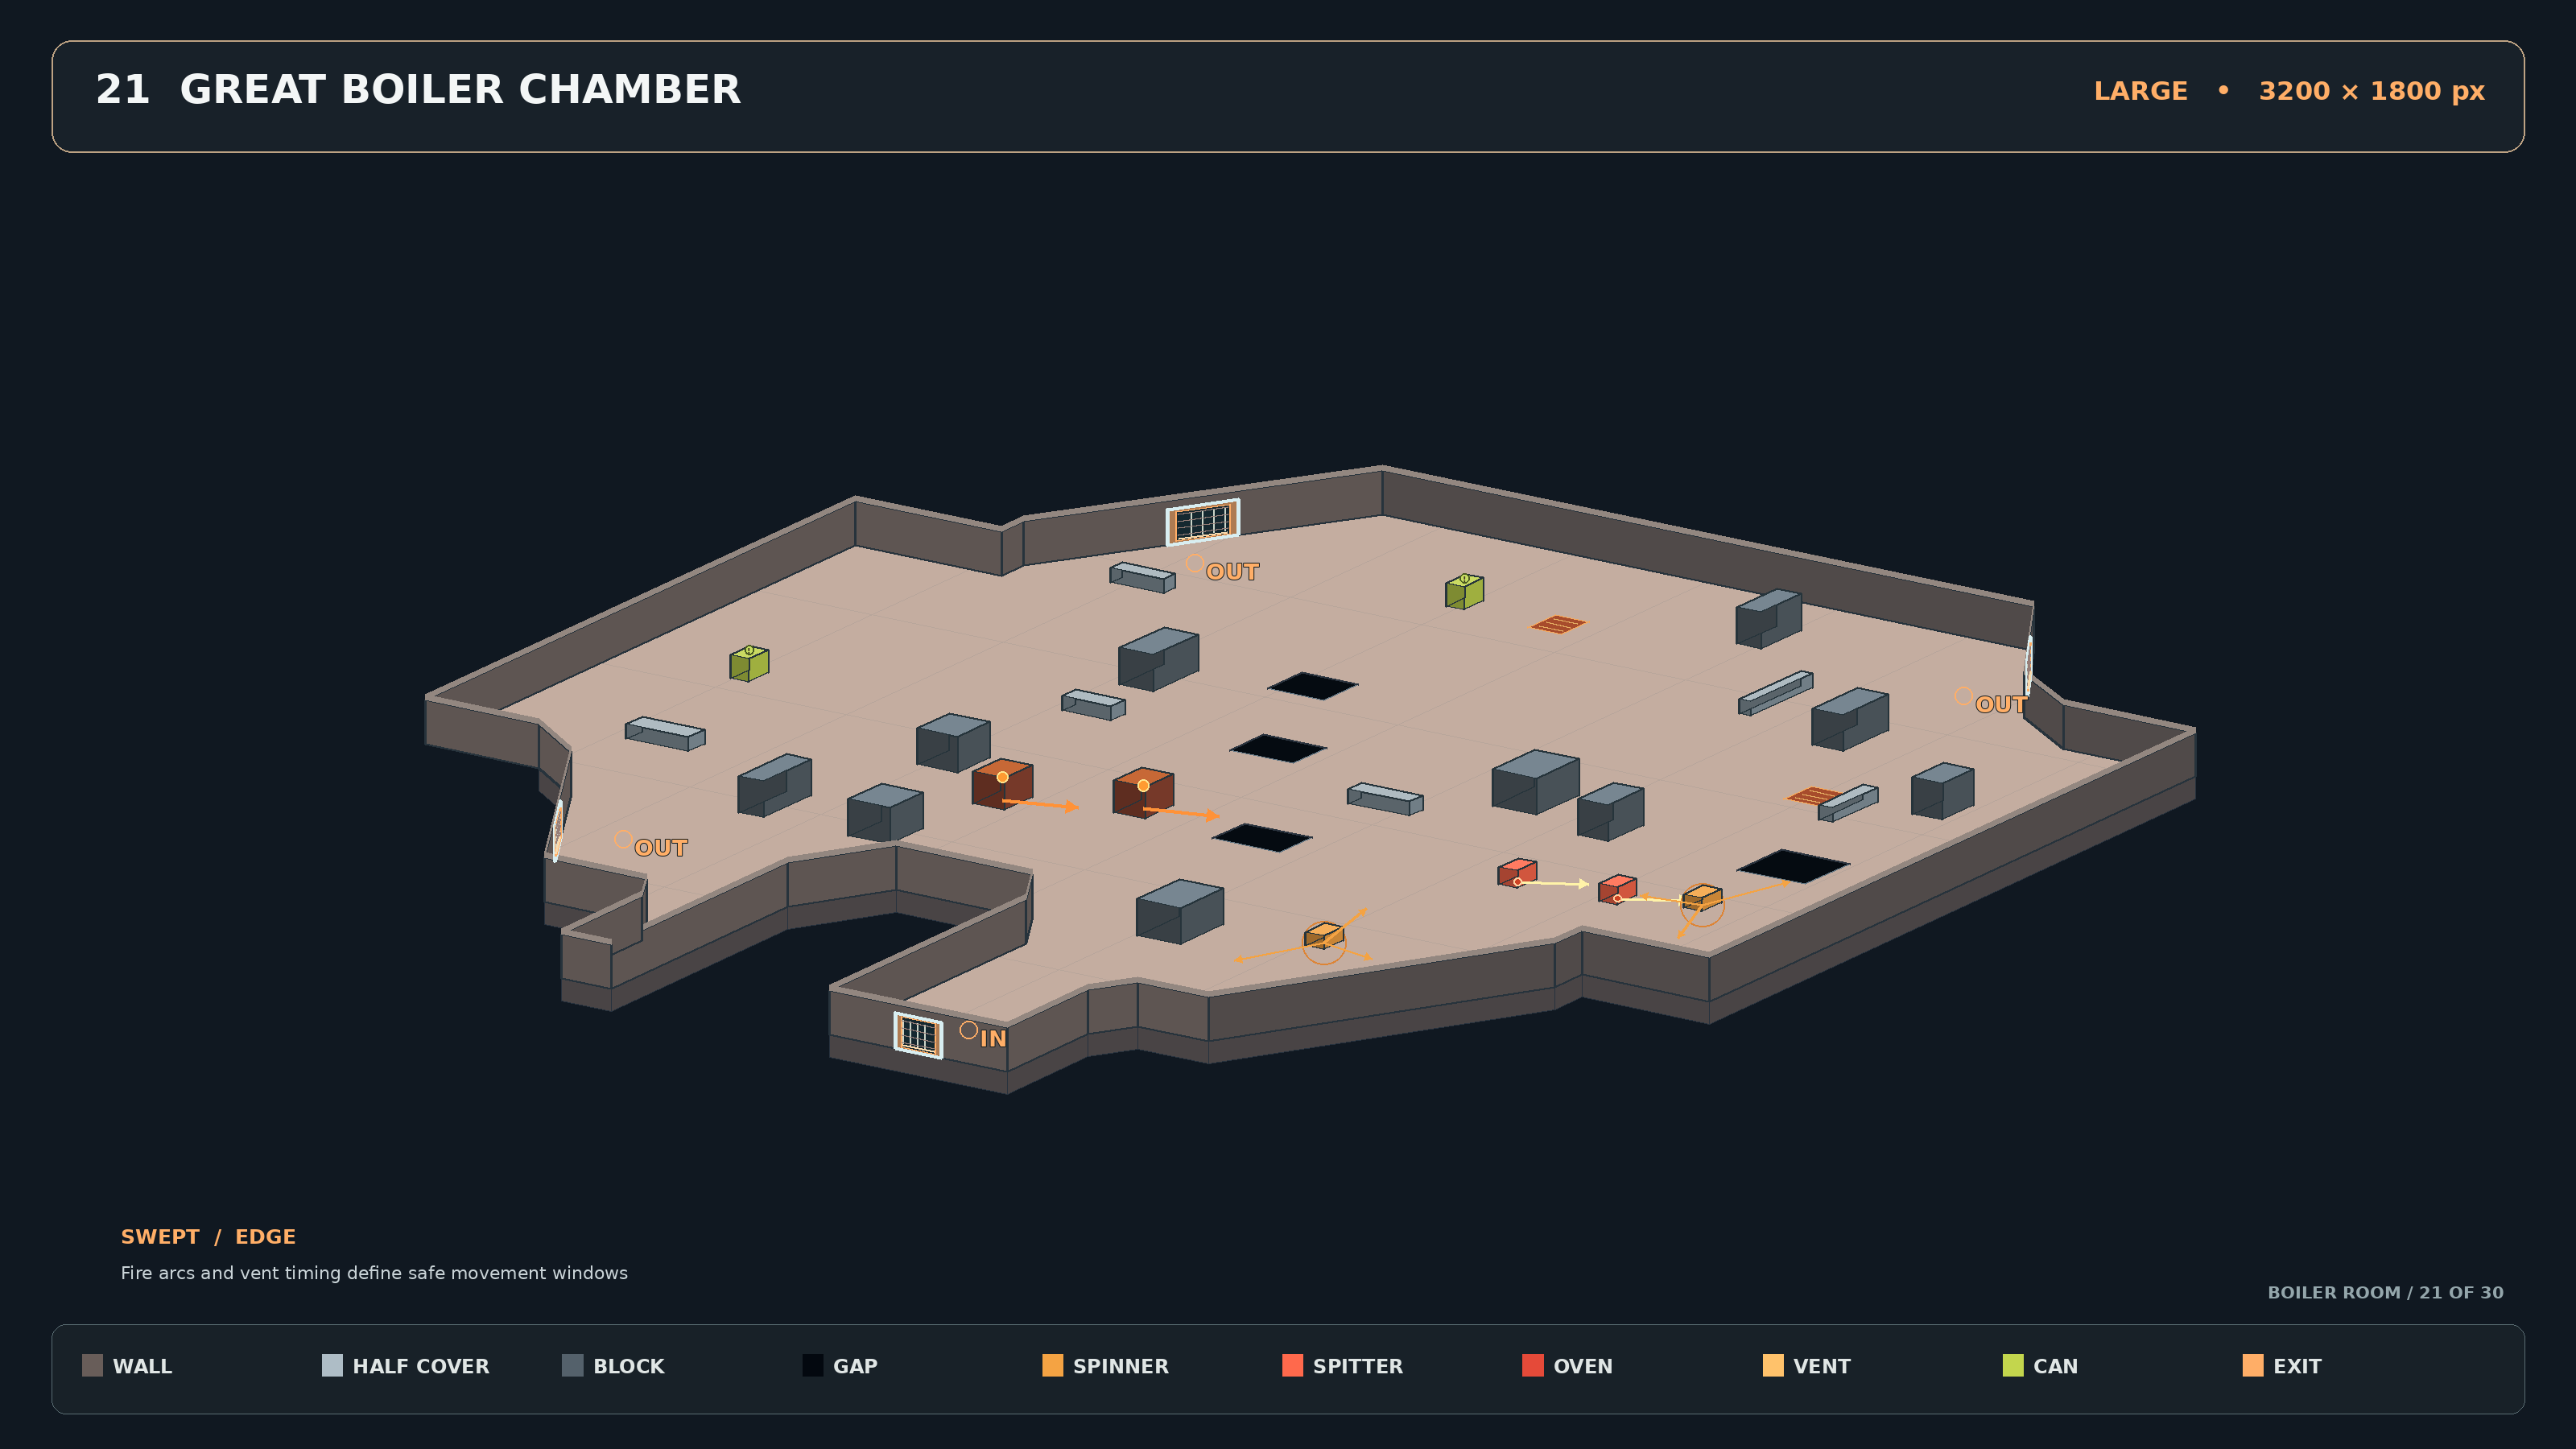 21 GREAT BOILER CHAMBER
LARGE • 3200 × 1800 px
OUT
OUT
OUT
IN
SWEPT / EDGE
Fire arcs and vent timing define safe movement windows
BOILER ROOM / 21 OF 30
WALL
HALF COVER
BLOCK
GAP
SPINNER
SPITTER
OVEN
VENT
CAN
EXIT